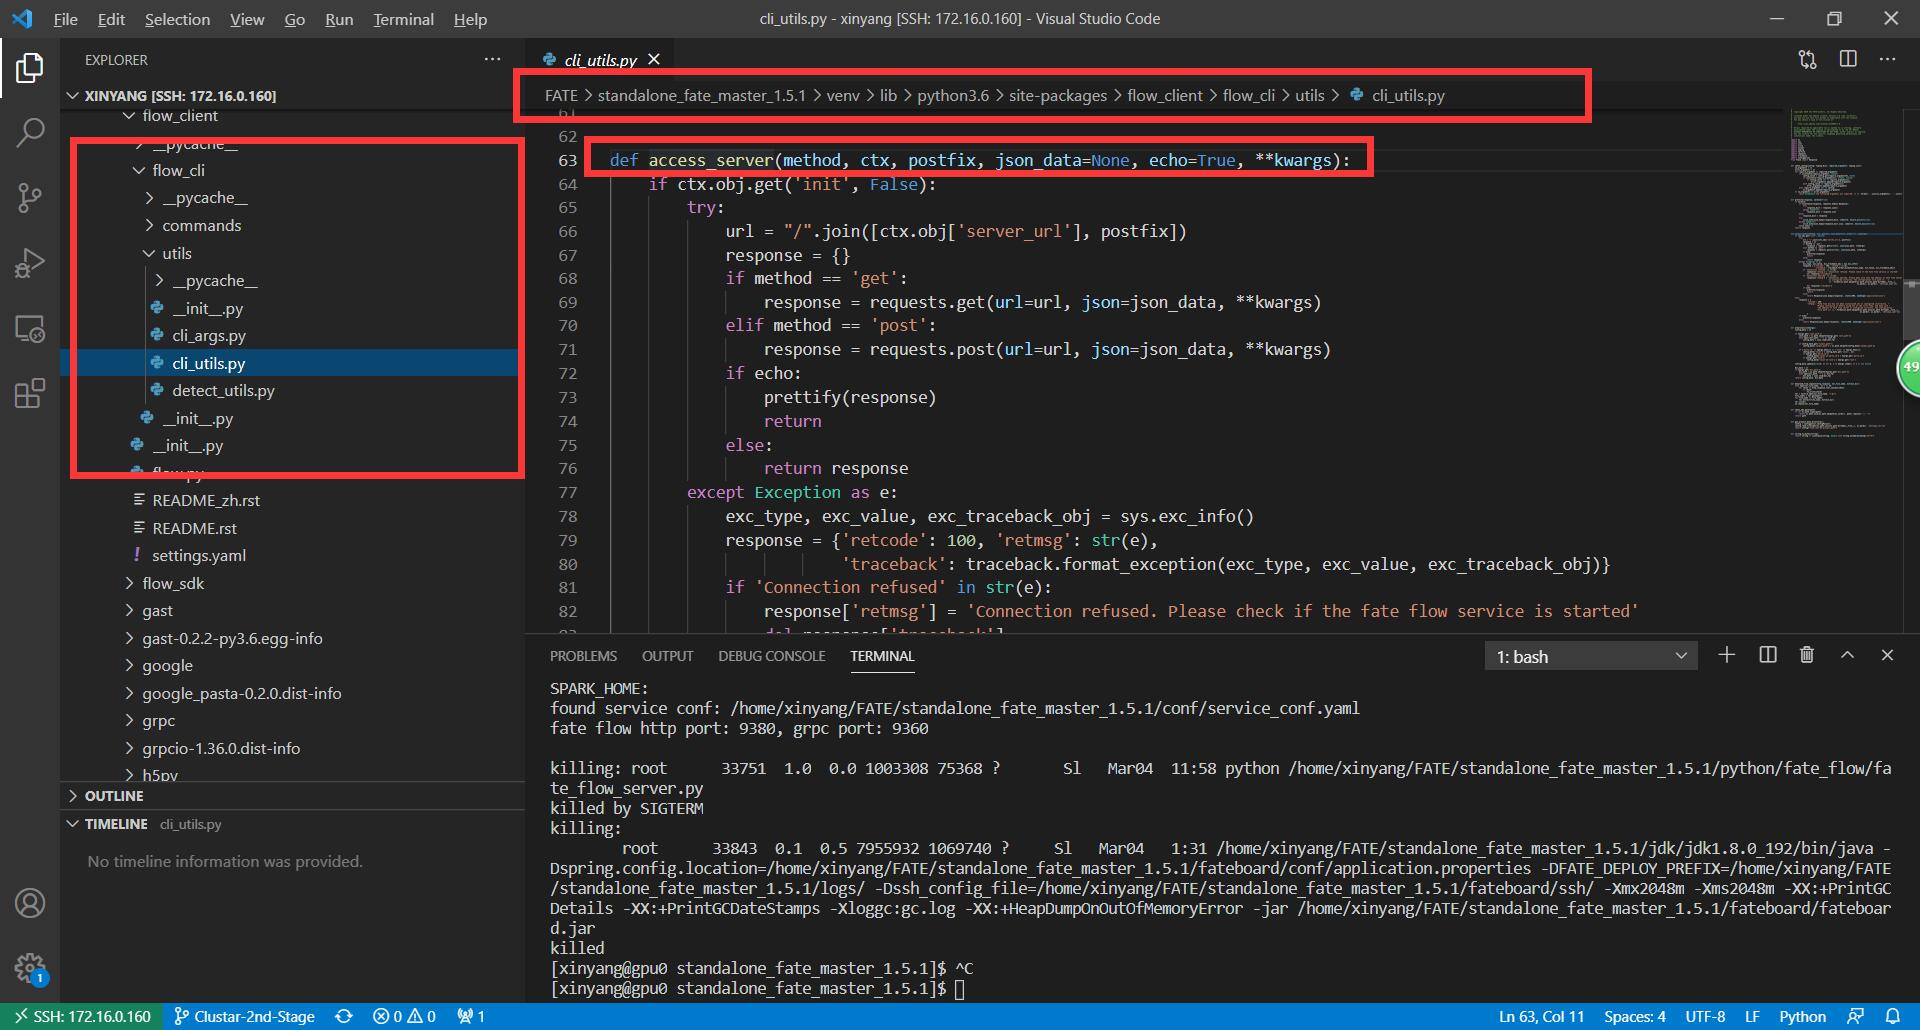 File Edit Selection View Go Run Terminal Help
cli_utils.py - xinyang [SSH: 172.16.0.160] - Visual Studio Code
EXPLORER
XINYANG [SSH: 172.16.0.160]
flow_client
__pycache__
flow_cli
__pycache__
commands
utils
__pycache__
__init__.py
cli_args.py
cli_utils.py
detect_utils.py
__init__.py
__init__.py
flow.py
README_zh.rst
README.rst
settings.yaml
flow_sdk
gast
gast-0.2.2-py3.6.egg-info
google
google_pasta-0.2.0.dist-info
grpc
grpcio-1.36.0.dist-info
h5py
OUTLINE
TIMELINE cli_utils.py
No timeline information was provided.
1
cli_utils.py
FATE > standalone_fate_master_1.5.1 > venv > lib > python3.6 > site-packages > flow_client > flow_cli > utils > cli_utils.py
61
62
63 def access_server(method, ctx, postfix, json_data=None, echo=True, **kwargs):
64 if ctx.obj.get('init', False):
65 try:
66 url = "/".join([ctx.obj['server_url'], postfix])
67 response = {}
68 if method == 'get':
69 response = requests.get(url=url, json=json_data, **kwargs)
70 elif method == 'post':
71 response = requests.post(url=url, json=json_data, **kwargs)
72 if echo:
73 prettify(response)
74 return
75 else:
76 return response
77 except Exception as e:
78 exc_type, exc_value, exc_traceback_obj = sys.exc_info()
79 response = {'retcode': 100, 'retmsg': str(e),
80 'traceback': traceback.format_exception(exc_type, exc_value, exc_traceback_obj)}
81 if 'Connection refused' in str(e):
82 response['retmsg'] = 'Connection refused. Please check if the fate flow service is started'
83 del response['traceback']
49
PROBLEMS OUTPUT DEBUG CONSOLE TERMINAL
1: bash
SPARK_HOME:
found service conf: /home/xinyang/FATE/standalone_fate_master_1.5.1/conf/service_conf.yaml
fate flow http port: 9380, grpc port: 9360
killing: root 33751 1.0 0.0 1003308 75368 ? Sl Mar04 11:58 python /home/xinyang/FATE/standalone_fate_master_1.5.1/python/fate_flow/fa
te_flow_server.py
killed by SIGTERM
killing:
root 33843 0.1 0.5 7955932 1069740 ? Sl Mar04 1:31 /home/xinyang/FATE/standalone_fate_master_1.5.1/jdk/jdk1.8.0_192/bin/java -
Dspring.config.location=/home/xinyang/FATE/standalone_fate_master_1.5.1/fateboard/conf/application.properties -DFATE_DEPLOY_PREFIX=/home/xinyang/FATE
/standalone_fate_master_1.5.1/logs/ -Dssh_config_file=/home/xinyang/FATE/standalone_fate_master_1.5.1/fateboard/ssh/ -Xmx2048m -Xms2048m -XX:+PrintGC
Details -XX:+PrintGCDateStamps -Xloggc:gc.log -XX:+HeapDumpOnOutOfMemoryError -jar /home/xinyang/FATE/standalone_fate_master_1.5.1/fateboard/fateboar
d.jar
killed
[xinyang@gpu0 standalone_fate_master_1.5.1]$ ^C
[xinyang@gpu0 standalone_fate_master_1.5.1]$
SSH: 172.16.0.160 Clustar-2nd-Stage 0 0 1 Ln 63, Col 11 Spaces: 4 UTF-8 LF Python